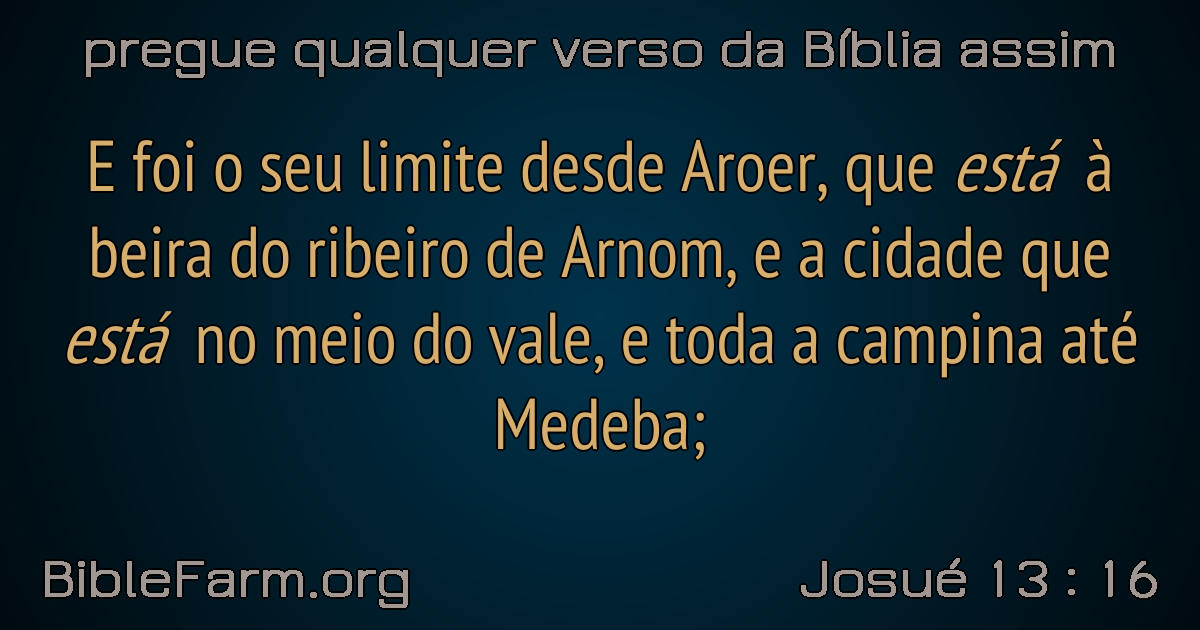 pregue qualquer verso da Bíblia assim
E foi o seu limite desde Aroer, que está à
beira do ribeiro de Arnom, e a cidade que
está no meio do vale, e toda a campina até
Medeba;
BibleFarm.org
Josué 13 : 16